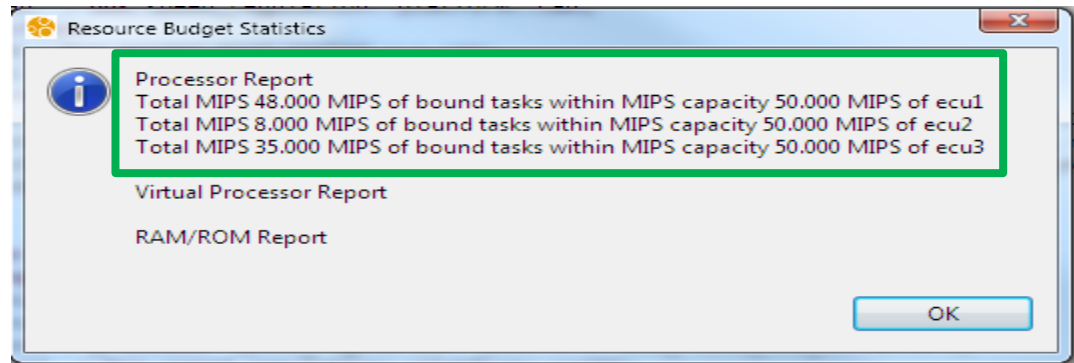 Resource Budget Statistics
Processor Report
Total MIPS 48.000 MIPS of bound tasks within MIPS capacity 50.000 MIPS of ecu1
Total MIPS 8.000 MIPS of bound tasks within MIPS capacity 50.000 MIPS of ecu2
Total MIPS 35.000 MIPS of bound tasks within MIPS capacity 50.000 MIPS of ecu3
Virtual Processor Report
RAM/ROM Report
OK